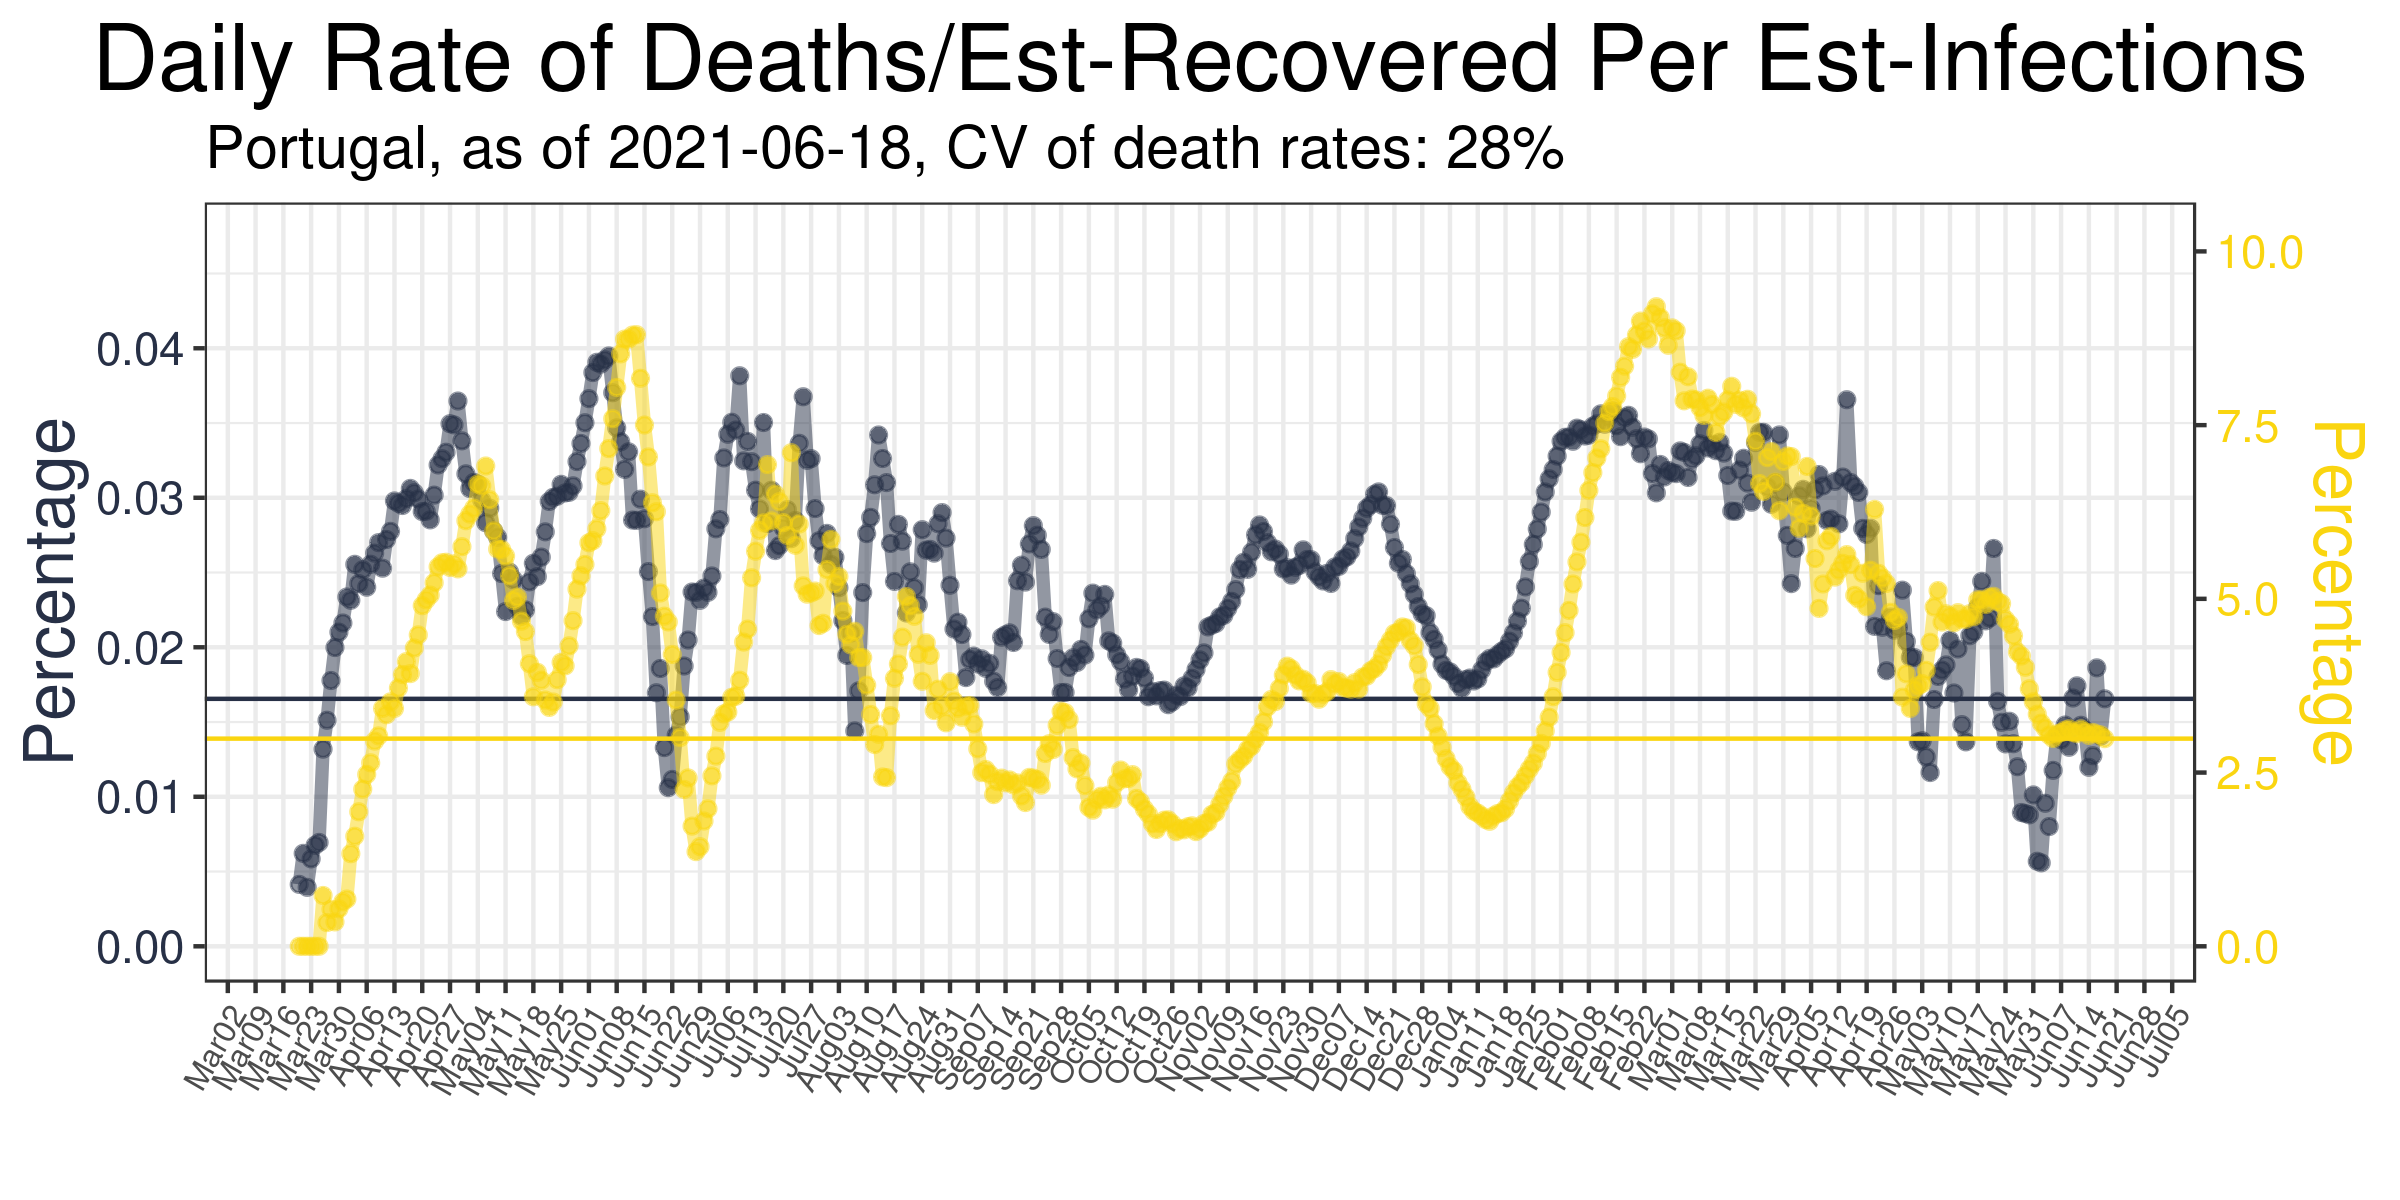 Daily Rate of Deaths/Est-Recovered Per Est-Infections
Portugal, as of 2021-06-18, CV of death rates: 28%
Percentage
0.04
0.03
0.02
0.01
0.00
10.0
7.5
5.0
2.5
0.0
Percentage
Mar02
Mar09
Mar16
Mar23
Mar30
Apr06
Apr13
Apr20
Apr27
May04
May11
May18
May25
Jun01
Jun08
Jun15
Jun22
Jun29
Jul06
Jul13
Jul20
Jul27
Aug03
Aug10
Aug17
Aug24
Aug31
Sep07
Sep14
Sep21
Sep28
Oct05
Oct12
Oct19
Oct26
Nov02
Nov09
Nov16
Nov23
Nov30
Dec07
Dec14
Dec21
Dec28
Jan04
Jan11
Jan18
Jan25
Feb01
Feb08
Feb15
Feb22
Mar01
Mar08
Mar15
Mar22
Mar29
Apr05
Apr12
Apr19
Apr26
May03
May10
May17
May24
May31
Jun07
Jun14
Jun21
Jun28
Jul05